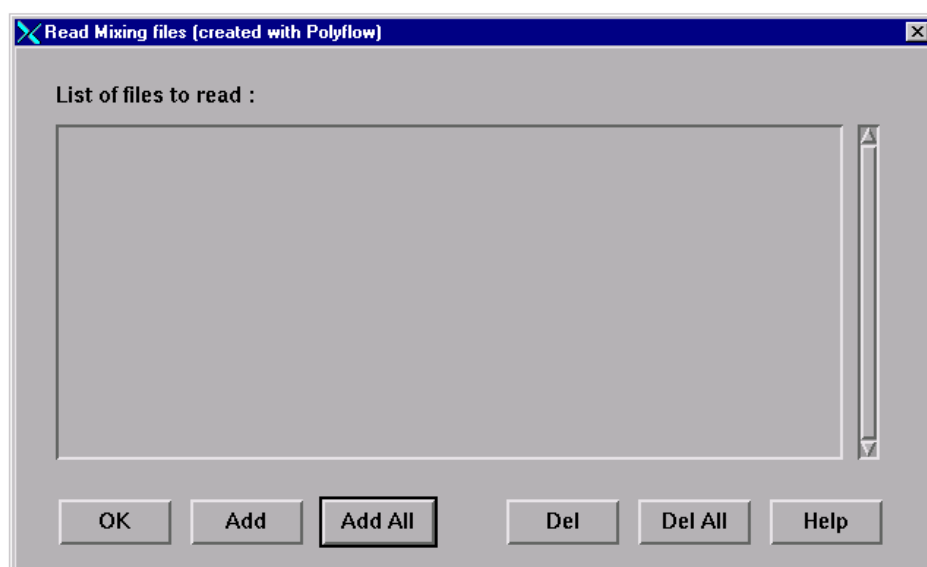 Read Mixing files (created with Polyflow)
List of files to read :
OK Add Add All Del Del All Help